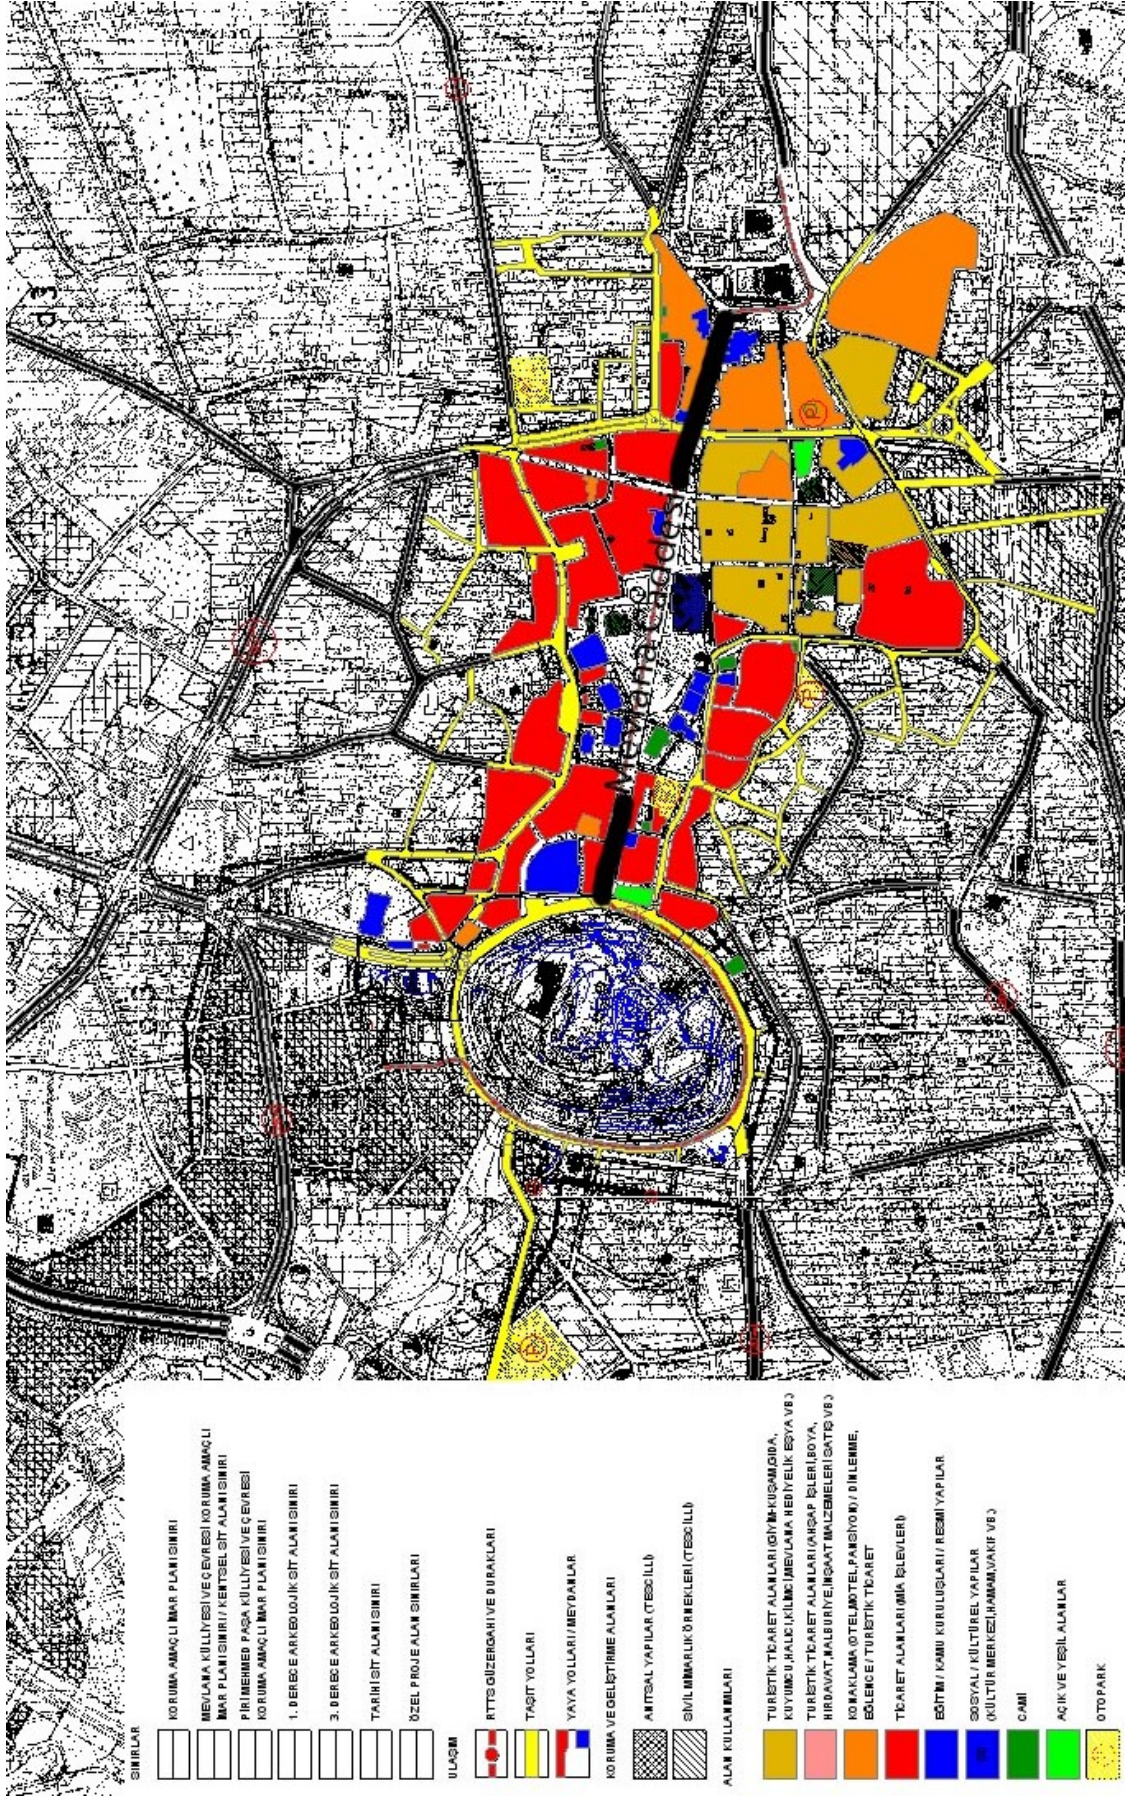 Mevlana caddesi
SINIRLAR
KORUMA AMAÇLI İMAR PLANI SINIRI
MEVLANA KÜLLİYESİ VE ÇEVRESİ KORUMA AMAÇLI
İMAR PLANI SINIRI / KENTSEL SİT ALANI SINIRI
PİRİ MEHMED PAŞA KÜLLİYESİ VE ÇEVRESİ
KORUMA AMAÇLI İMAR PLANI SINIRI
1. DERECE ARKEOLOJİK SİT ALANI SINIRI
3. DERECE ARKEOLOJİK SİT ALANI SINIRI
TARİHİ SİT ALANI SINIRI
ÖZEL PROJE ALAN SINIRLARI
ULAŞIM
RTTS GÜZERGAHI VE DURAKLARI
TAŞIT YOLLARI
YAYA YOLLARI / MEYDANLAR
KORUMA VE GELİŞTİRME ALANLARI
ANITSAL YAPILAR (TESCİLLİ)
SİVİL MİMARLIK ÖRNEKLERİ (TESCİLLİ)
ALAN KULLANIMLARI
TURİSTİK TİCARET ALANLARI (GİYİM-KUŞAM,GIDA,
KUYUMCU,HALICI,KİLİMCİ,MEVLANA HEDİYELİK EŞYA VB.)
TURİSTİK TİCARET ALANLARI (AHŞAP İŞLERİ,BOYA,
HIRDAVAT,NALBURİYE,İNŞAAT MALZEMELERİ SATIŞ VB.)
KONAKLAMA (OTEL,MOTEL,PANSİYON) / DİNLENME,
EĞLENCE / TURİSTİK TİCARET
TİCARET ALANLARI (MİA İŞLEVLERİ)
EĞİTİM / KAMU KURULUŞLARI / RESMİ YAPILAR
SOSYAL / KÜLTÜREL YAPILAR
(KÜLTÜR MERKEZİ,HAMAM,VAKIF VB.)
CAMİ
AÇIK VE YEŞİL ALANLAR
OTOPARK